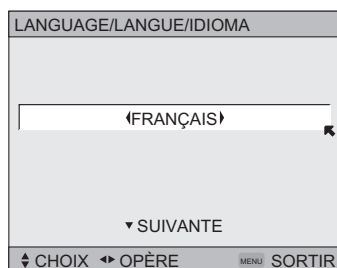 LANGUAGE/LANGUE/IDIOMA
FRANÇAIS
SUIVANTE
CHOIX OPÈRE MENU SORTIR